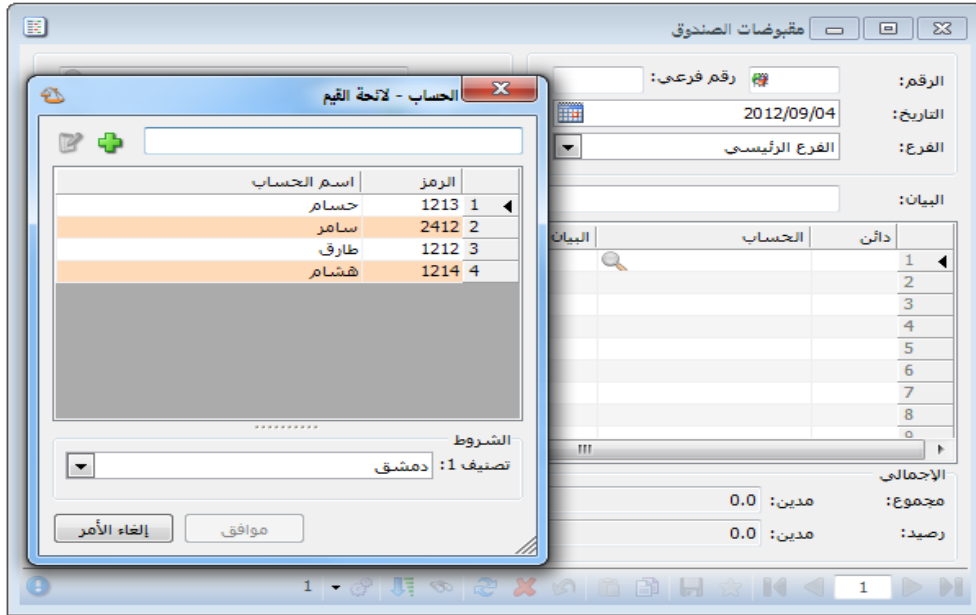 مقبوضات الصندوق
الرقم:
رقم فرعي:
التاريخ: 2012/09/04
الفرع: الفرع الرئيسي
البيان:
دائن الحساب البيان
1
2
3
4
5
6
7
8
9
الإجمالي
مجموع: مدين: 0.0
رصيد: مدين: 0.0
1
1
الحساب - لائحة القيم
الرمز اسم الحساب
1 1213 حسام
2 2412 سامر
3 1212 طارق
4 1214 هشام
الشروط
تصنيف 1: دمشق
موافق إلغاء الأمر